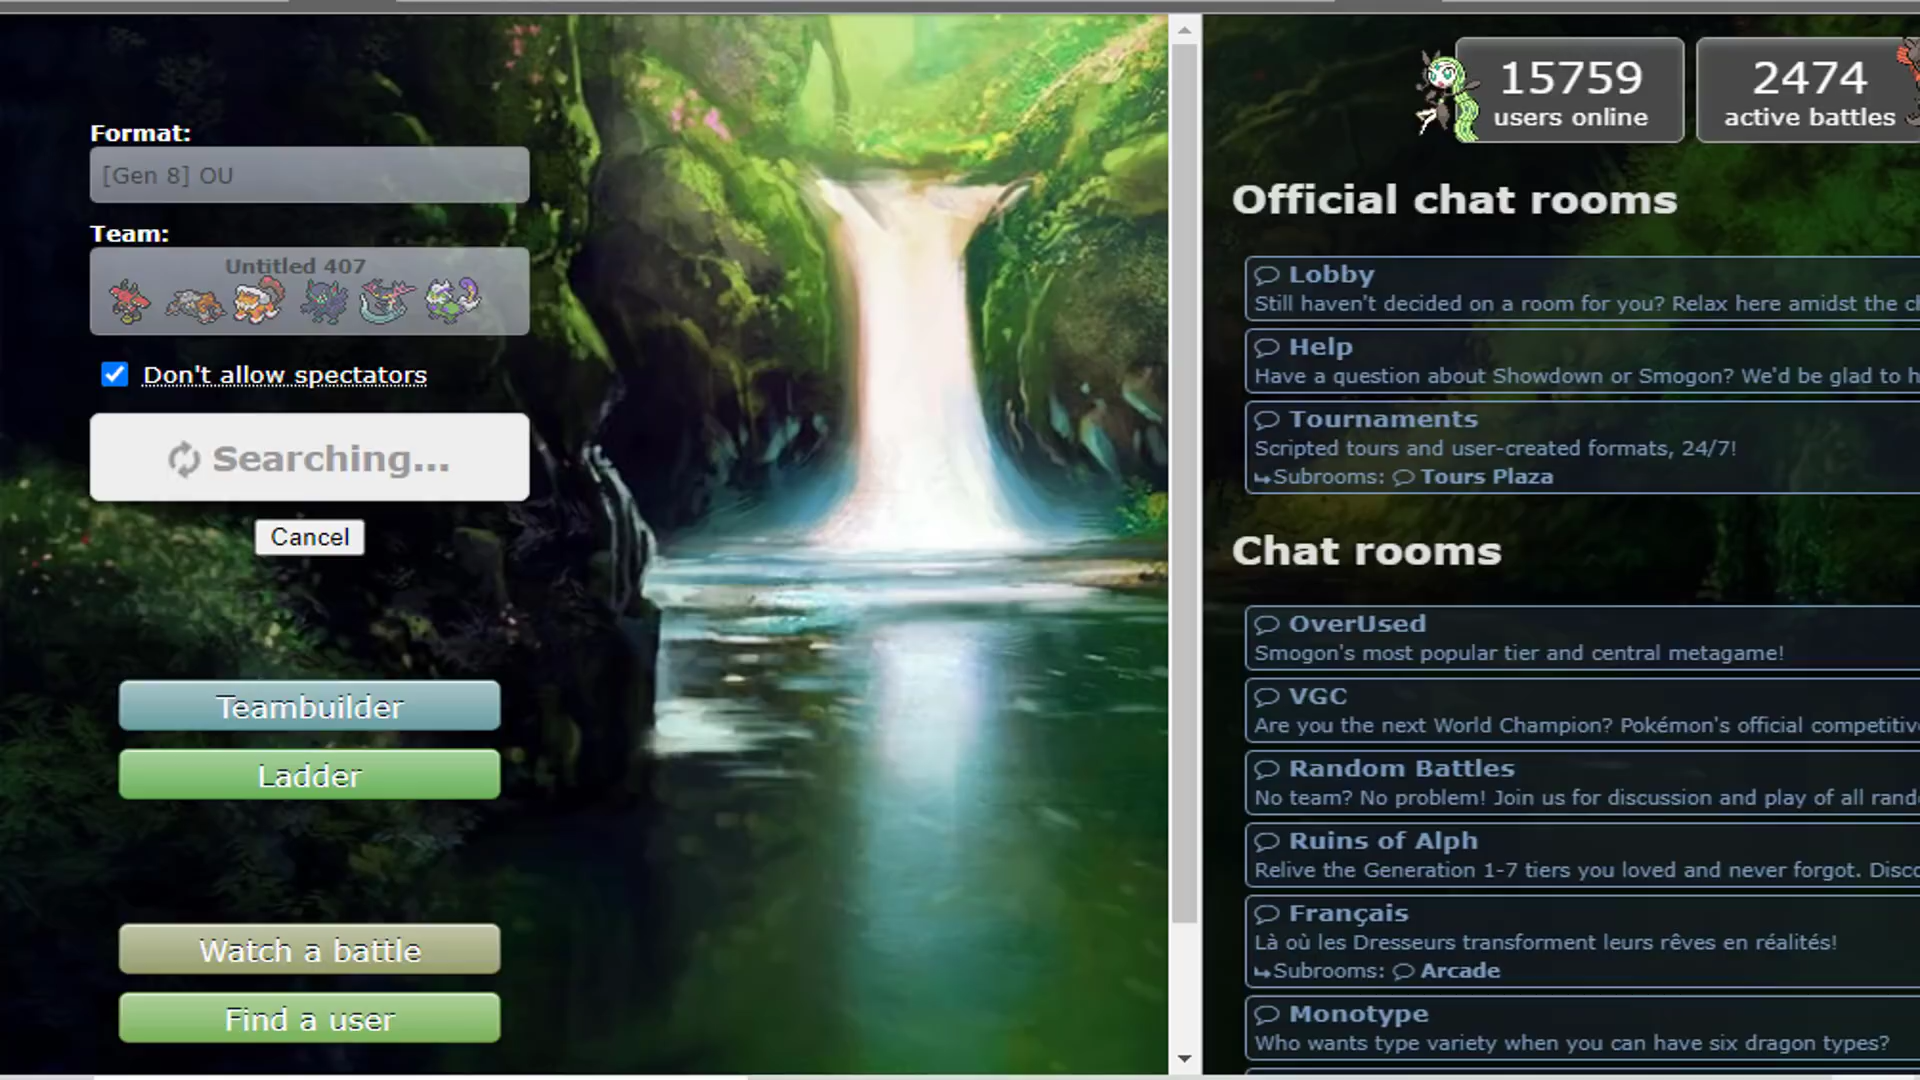 Format:
[Gen 8] OU
Team:
Untitled 407
Don't allow spectators
Searching...
Cancel
Teambuilder
Ladder
Watch a battle
Find a user
15759
users online
2474
active battles
Official chat rooms
Lobby
Still haven't decided on a room for you? Relax here amidst the
Help
Have a question about Showdown or Smogon? We'd be glad to
Tournaments
Scripted tours and user-created formats, 24/7!
Subrooms: Tours Plaza
Chat rooms
OverUsed
Smogon's most popular tier and central metagame!
VGC
Are you the next World Champion? Pokémon's official
Random Battles
No team? No problem! Join us for discussion and play of all
Ruins of Alph
Relive the Generation 1-7 tiers you loved and never forgot.
Français
Là où les Dresseurs transforment leurs rêves en réalités!
Subrooms: Arcade
Monotype
Who wants type variety when you can have six dragon types?